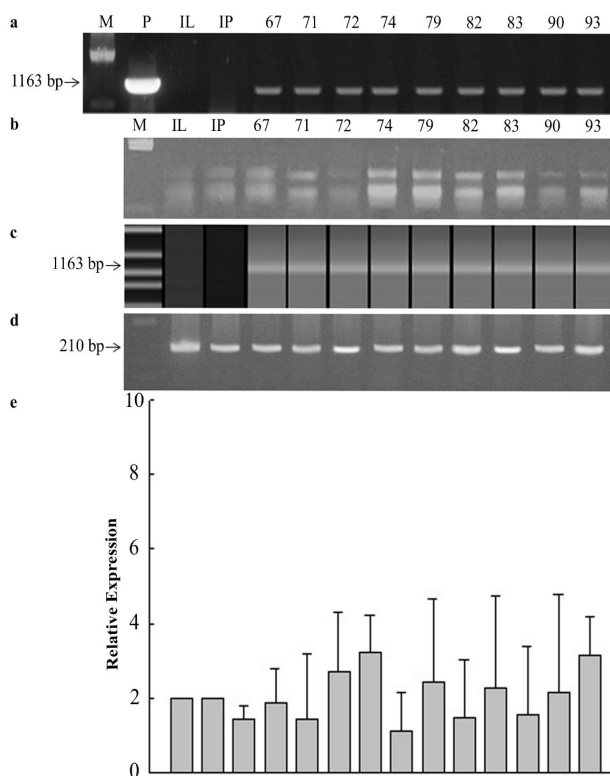 a M P IL IP 67 71 72 74 79 82 83 90 93
1163 bp→
b M IL IP 67 71 72 74 79 82 83 90 93
c
1163 bp→
d
210 bp→
e
10
8
6
4
2
0
Relative Expression